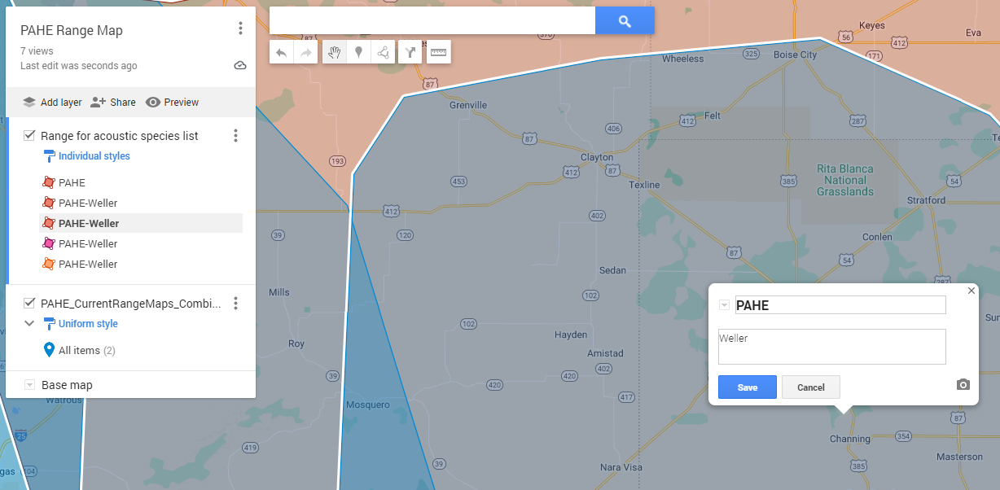 PAHE Range Map
7 views
Last edit was seconds ago
Add layer
Share
Preview
Range for acoustic species list
Individual styles
PAHE
PAHE-Weller
PAHE-Weller
PAHE-Weller
PAHE-Weller
PAHE_CurrentRangeMaps_Combi...
Uniform style
All items (2)
Base map
Keyes
56
412
Eva
Wheeless
325
Boise City
171
87
Grenville
412
Felt
287
87
406
193
Clayton
412
87
Texline
453
385
Rita Blanca
National
Grasslands
54
Stratford
412
402
39
120
Conlen
87
54
Sedan
287
Mills
102
102
Hayden
Roy
Amistad
402
39
420
420
417
Mosquero
Watrous
25
104
419
39
Nara Visa
PAHE
Weller
Save
Cancel
87
Channing
354
Masterson
385